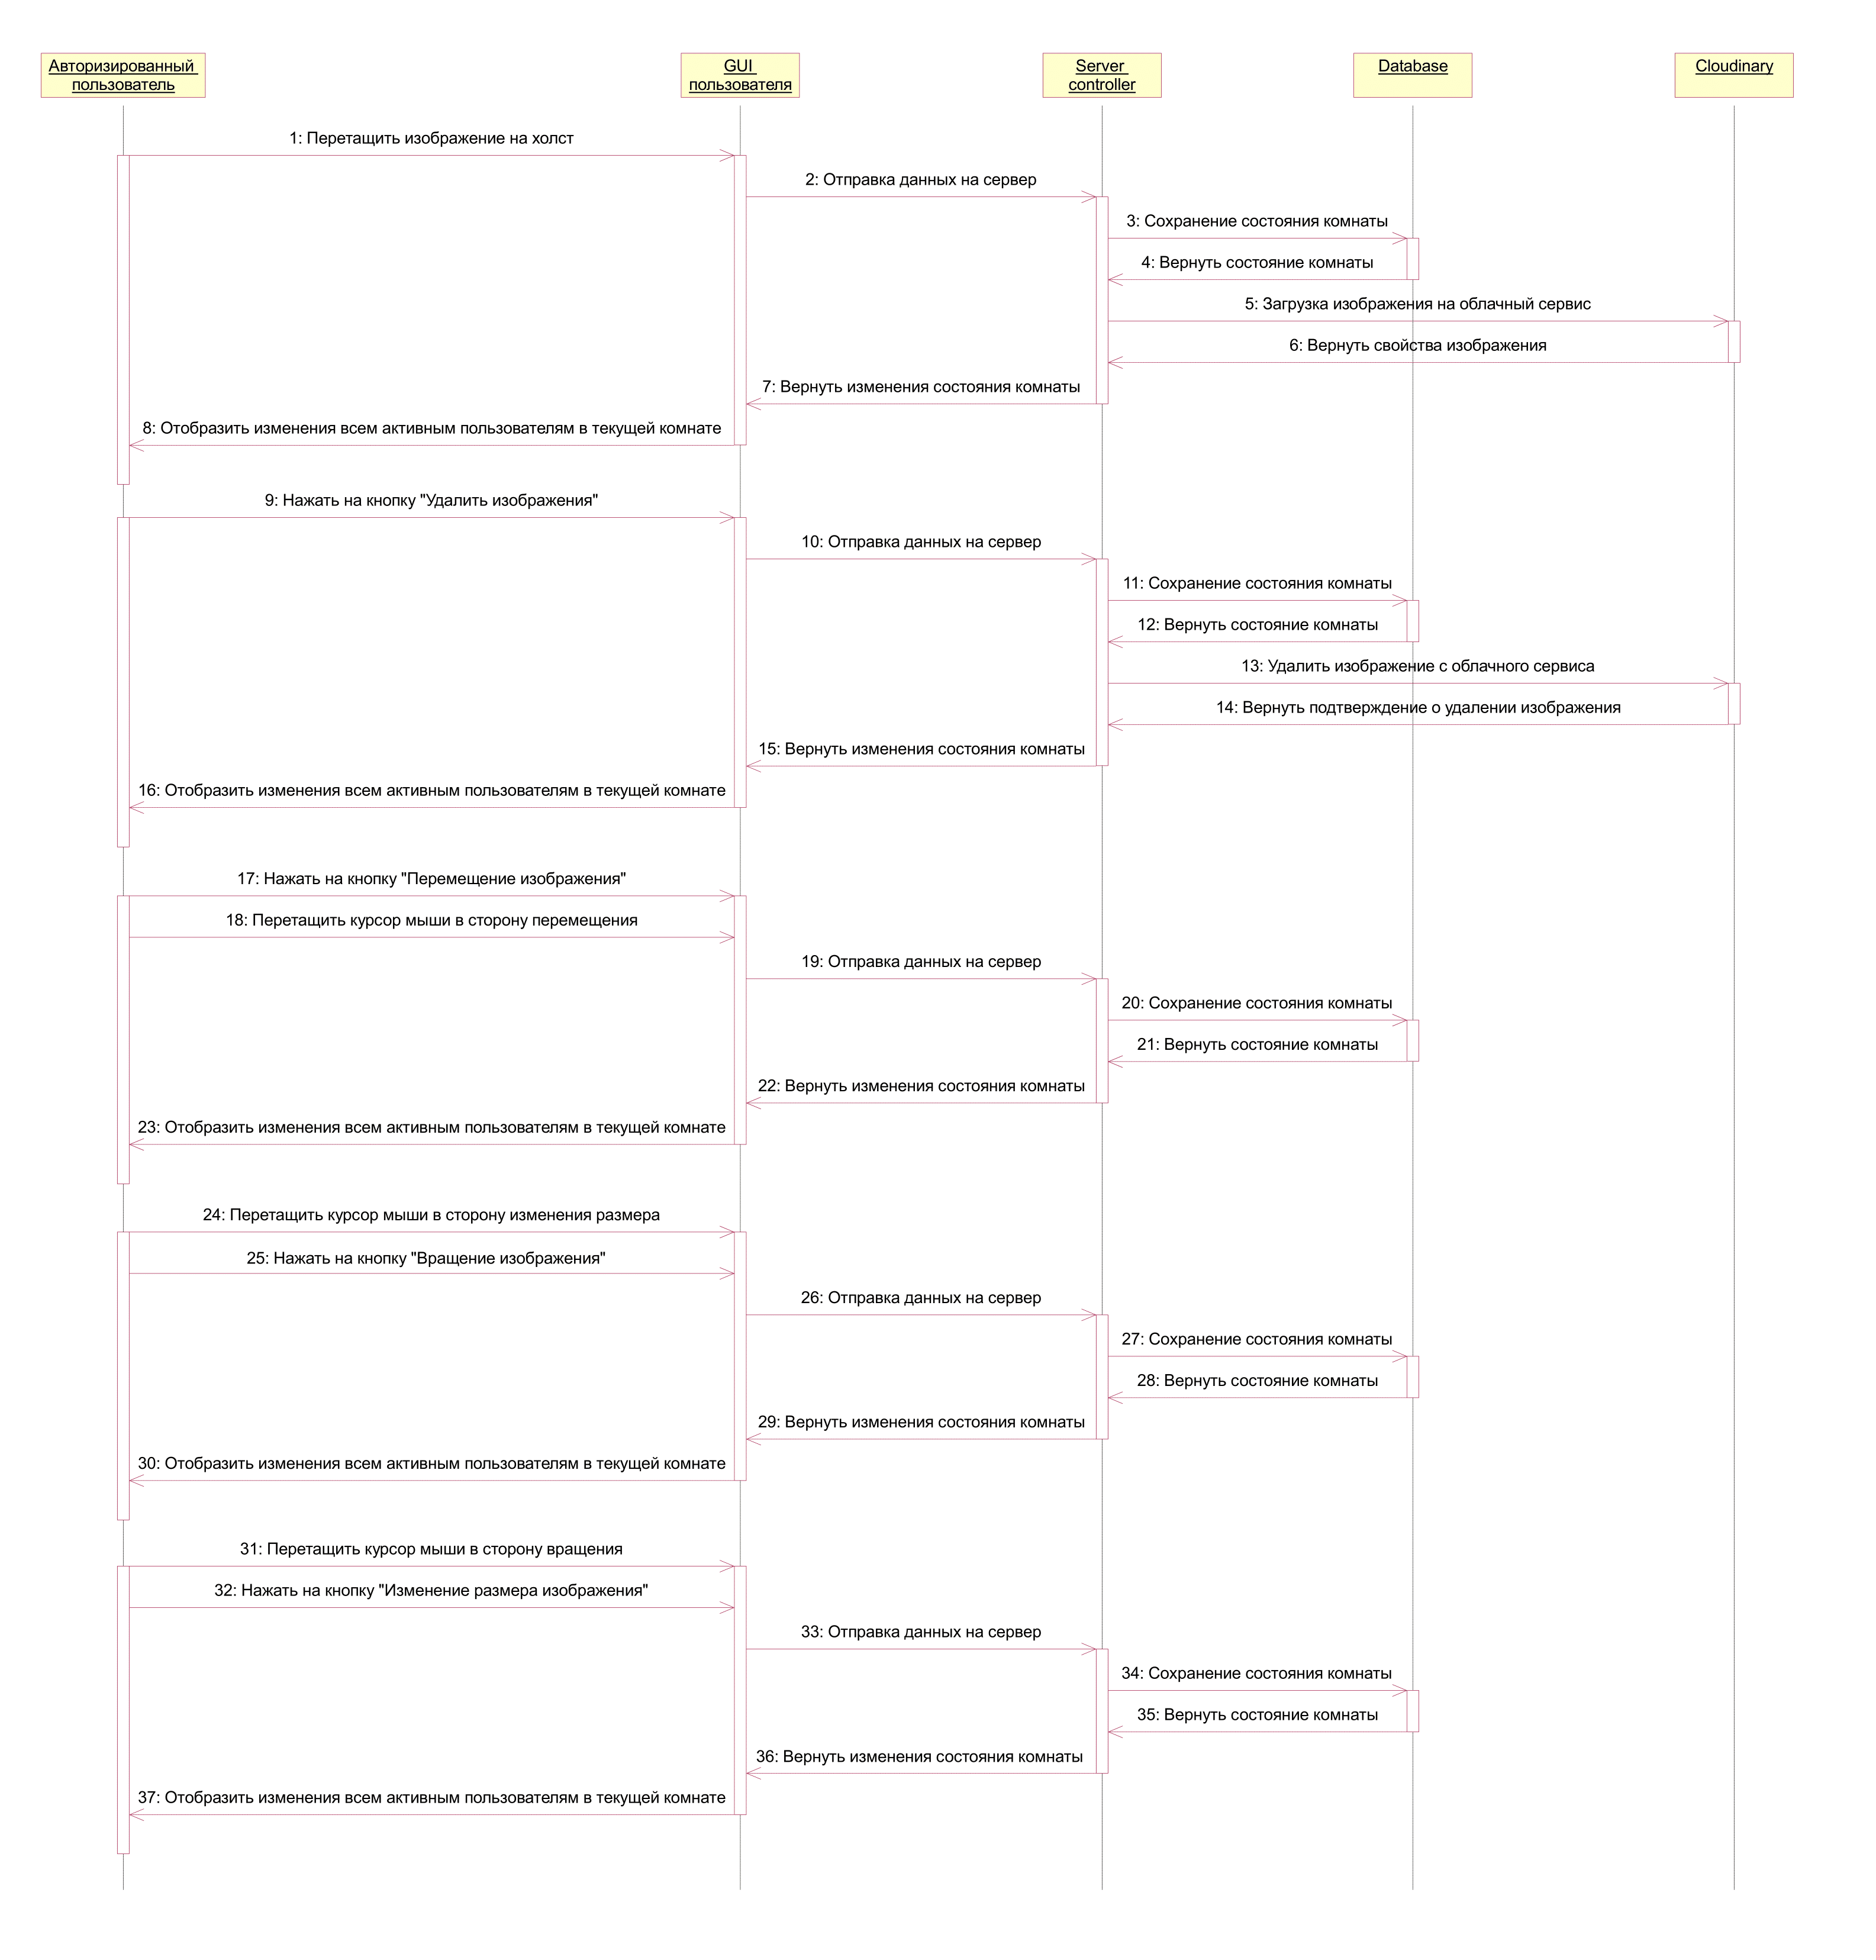 Авторизированный
пользователь
GUI
пользователя
Server
controller
Database
Cloudinary
1: Перетащить изображение на холст
2: Отправка данных на сервер
3: Сохранение состояния комнаты
4: Вернуть состояние комнаты
5: Загрузка изображения на облачный сервис
6: Вернуть свойства изображения
7: Вернуть изменения состояния комнаты
8: Отобразить изменения всем активным пользователям в текущей комнате
9: Нажать на кнопку "Удалить изображения"
10: Отправка данных на сервер
11: Сохранение состояния комнаты
12: Вернуть состояние комнаты
13: Удалить изображение с облачного сервиса
14: Вернуть подтверждение о удалении изображения
15: Вернуть изменения состояния комнаты
16: Отобразить изменения всем активным пользователям в текущей комнате
17: Нажать на кнопку "Перемещение изображения"
18: Перетащить курсор мыши в сторону перемещения
19: Отправка данных на сервер
20: Сохранение состояния комнаты
21: Вернуть состояние комнаты
22: Вернуть изменения состояния комнаты
23: Отобразить изменения всем активным пользователям в текущей комнате
24: Перетащить курсор мыши в сторону изменения размера
25: Нажать на кнопку "Вращение изображения"
26: Отправка данных на сервер
27: Сохранение состояния комнаты
28: Вернуть состояние комнаты
29: Вернуть изменения состояния комнаты
30: Отобразить изменения всем активным пользователям в текущей комнате
31: Перетащить курсор мыши в сторону вращения
32: Нажать на кнопку "Изменение размера изображения"
33: Отправка данных на сервер
34: Сохранение состояния комнаты
35: Вернуть состояние комнаты
36: Вернуть изменения состояния комнаты
37: Отобразить изменения всем активным пользователям в текущей комнате